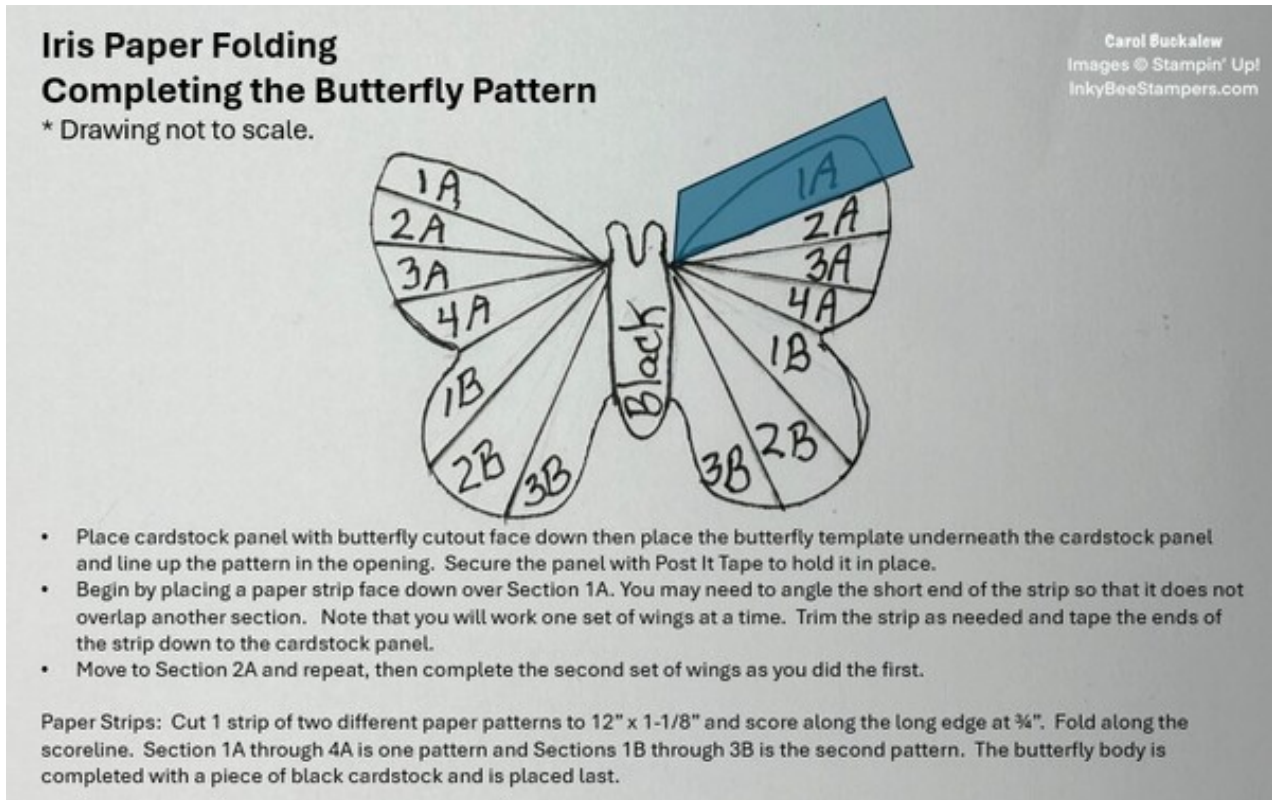 Iris Paper Folding
Completing the Butterfly Pattern
* Drawing not to scale.
Carol Buckalew
Images © Stampin' Up!
InkyBeeStampers.com
1A
2A
3A
4A
1B
2B
3B
Black
1A
2A
3A
4A
1B
2B
3B
• Place cardstock panel with butterfly cutout face down then place the butterfly template underneath the cardstock panel
and line up the pattern in the opening. Secure the panel with Post It Tape to hold it in place.
• Begin by placing a paper strip face down over Section 1A. You may need to angle the short end of the strip so that it does not
overlap another section. Note that you will work one set of wings at a time. Trim the strip as needed and tape the ends of
the strip down to the cardstock panel.
• Move to Section 2A and repeat, then complete the second set of wings as you did the first.
Paper Strips: Cut 1 strip of two different paper patterns to 12" x 1-1/8" and score along the long edge at ¾". Fold along the
scoreline. Section 1A through 4A is one pattern and Sections 1B through 3B is the second pattern. The butterfly body is
completed with a piece of black cardstock and is placed last.